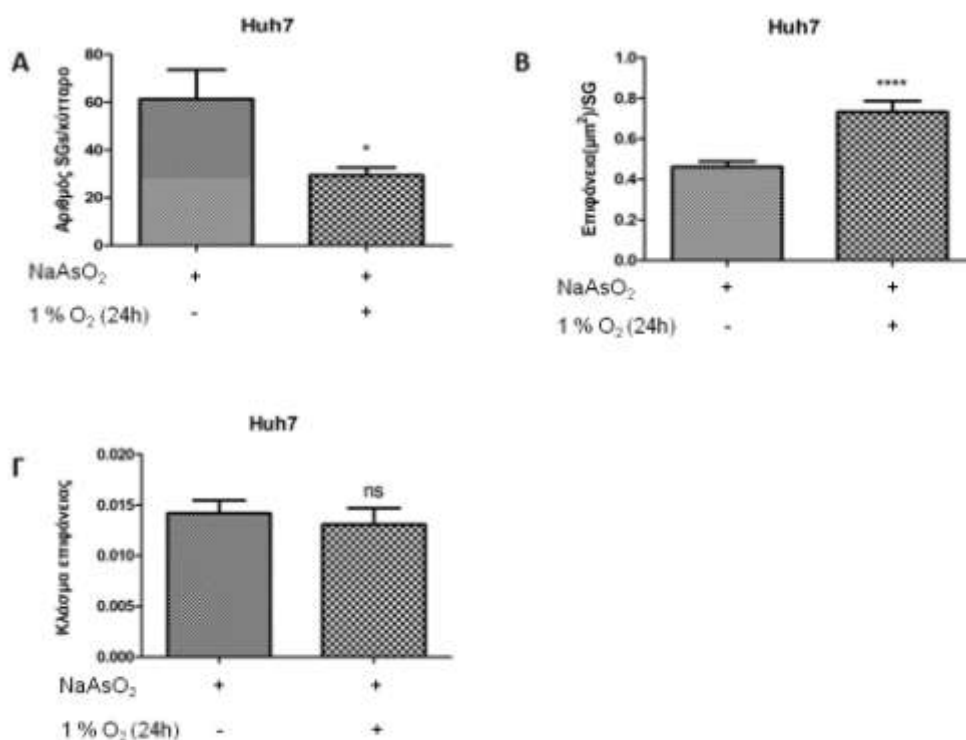 Huh7
A
Αριθμός SGs/κύτταρο
80
60
40
20
0
*
NaAsO₂ + +
1 % O₂ (24h) - +
Huh7
B
Επιφάνεια(μm²)/SG
1.0
0.8
0.6
0.4
0.2
0.0
****
NaAsO₂ + +
1 % O₂ (24h) - +
Huh7
Γ
Κλάσμα επιφάνειας
0.020
0.015
0.010
0.005
0.000
ns
NaAsO₂ + +
1 % O₂ (24h) - +